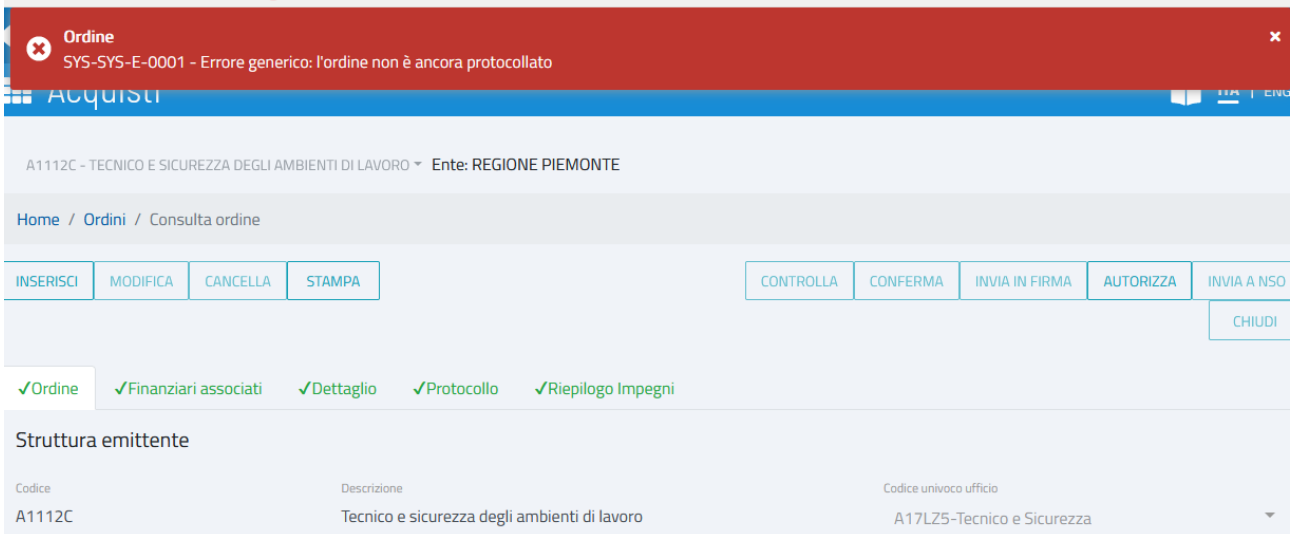 Ordine
SYS-SYS-E-0001 - Errore generico: l'ordine non è ancora protocollato
Acquisti
ITA | ENG
A1112C - TECNICO E SICUREZZA DEGLI AMBIENTI DI LAVORO Ente: REGIONE PIEMONTE
Home / Ordini / Consulta ordine
INSERISCI MODIFICA CANCELLA STAMPA CONTROLLA CONFERMA INVIA IN FIRMA AUTORIZZA INVIA A NSO
CHIUDI
✓Ordine ✓Finanziari associati ✓Dettaglio ✓Protocollo ✓Riepilogo Impegni
Struttura emittente
Codice Descrizione Codice univoco ufficio
A1112C Tecnico e sicurezza degli ambienti di lavoro A17LZ5-Tecnico e Sicurezza